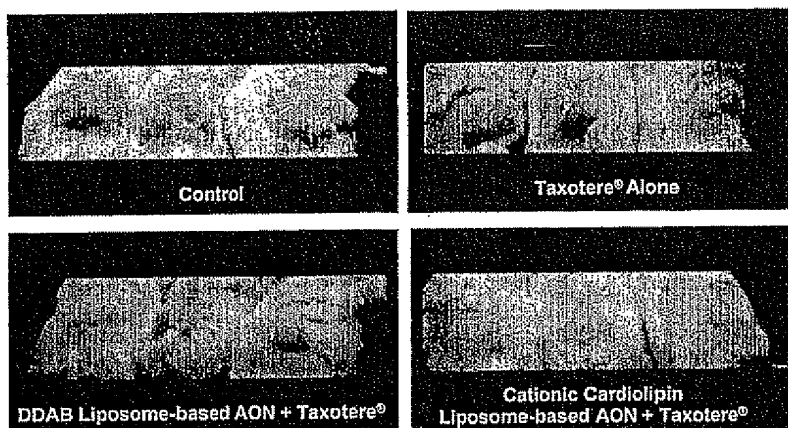 Control
Taxotere® Alone
DDAB Liposome-based AON + Taxotere®
Cationic Cardiolipin
Liposome-based AON + Taxotere®